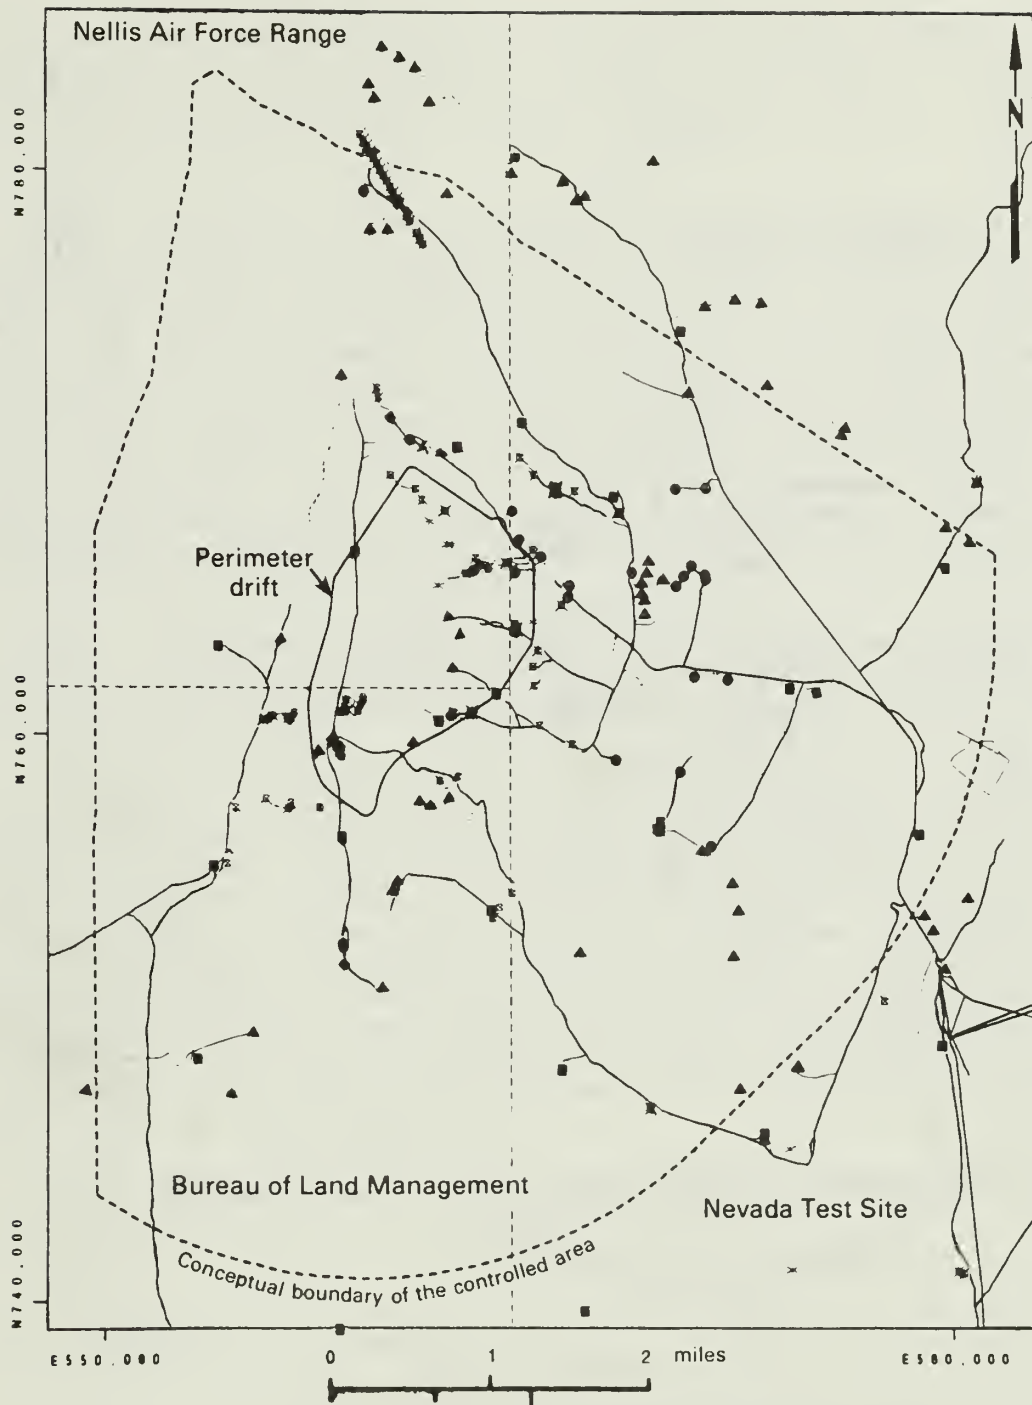 Nellis Air Force Range
N
N780.000
Perimeter
drift
N760.000
Bureau of Land Management
Nevada Test Site
Conceptual boundary of the controlled area
N740.000
E550.000
0 1 2 miles
E580.000